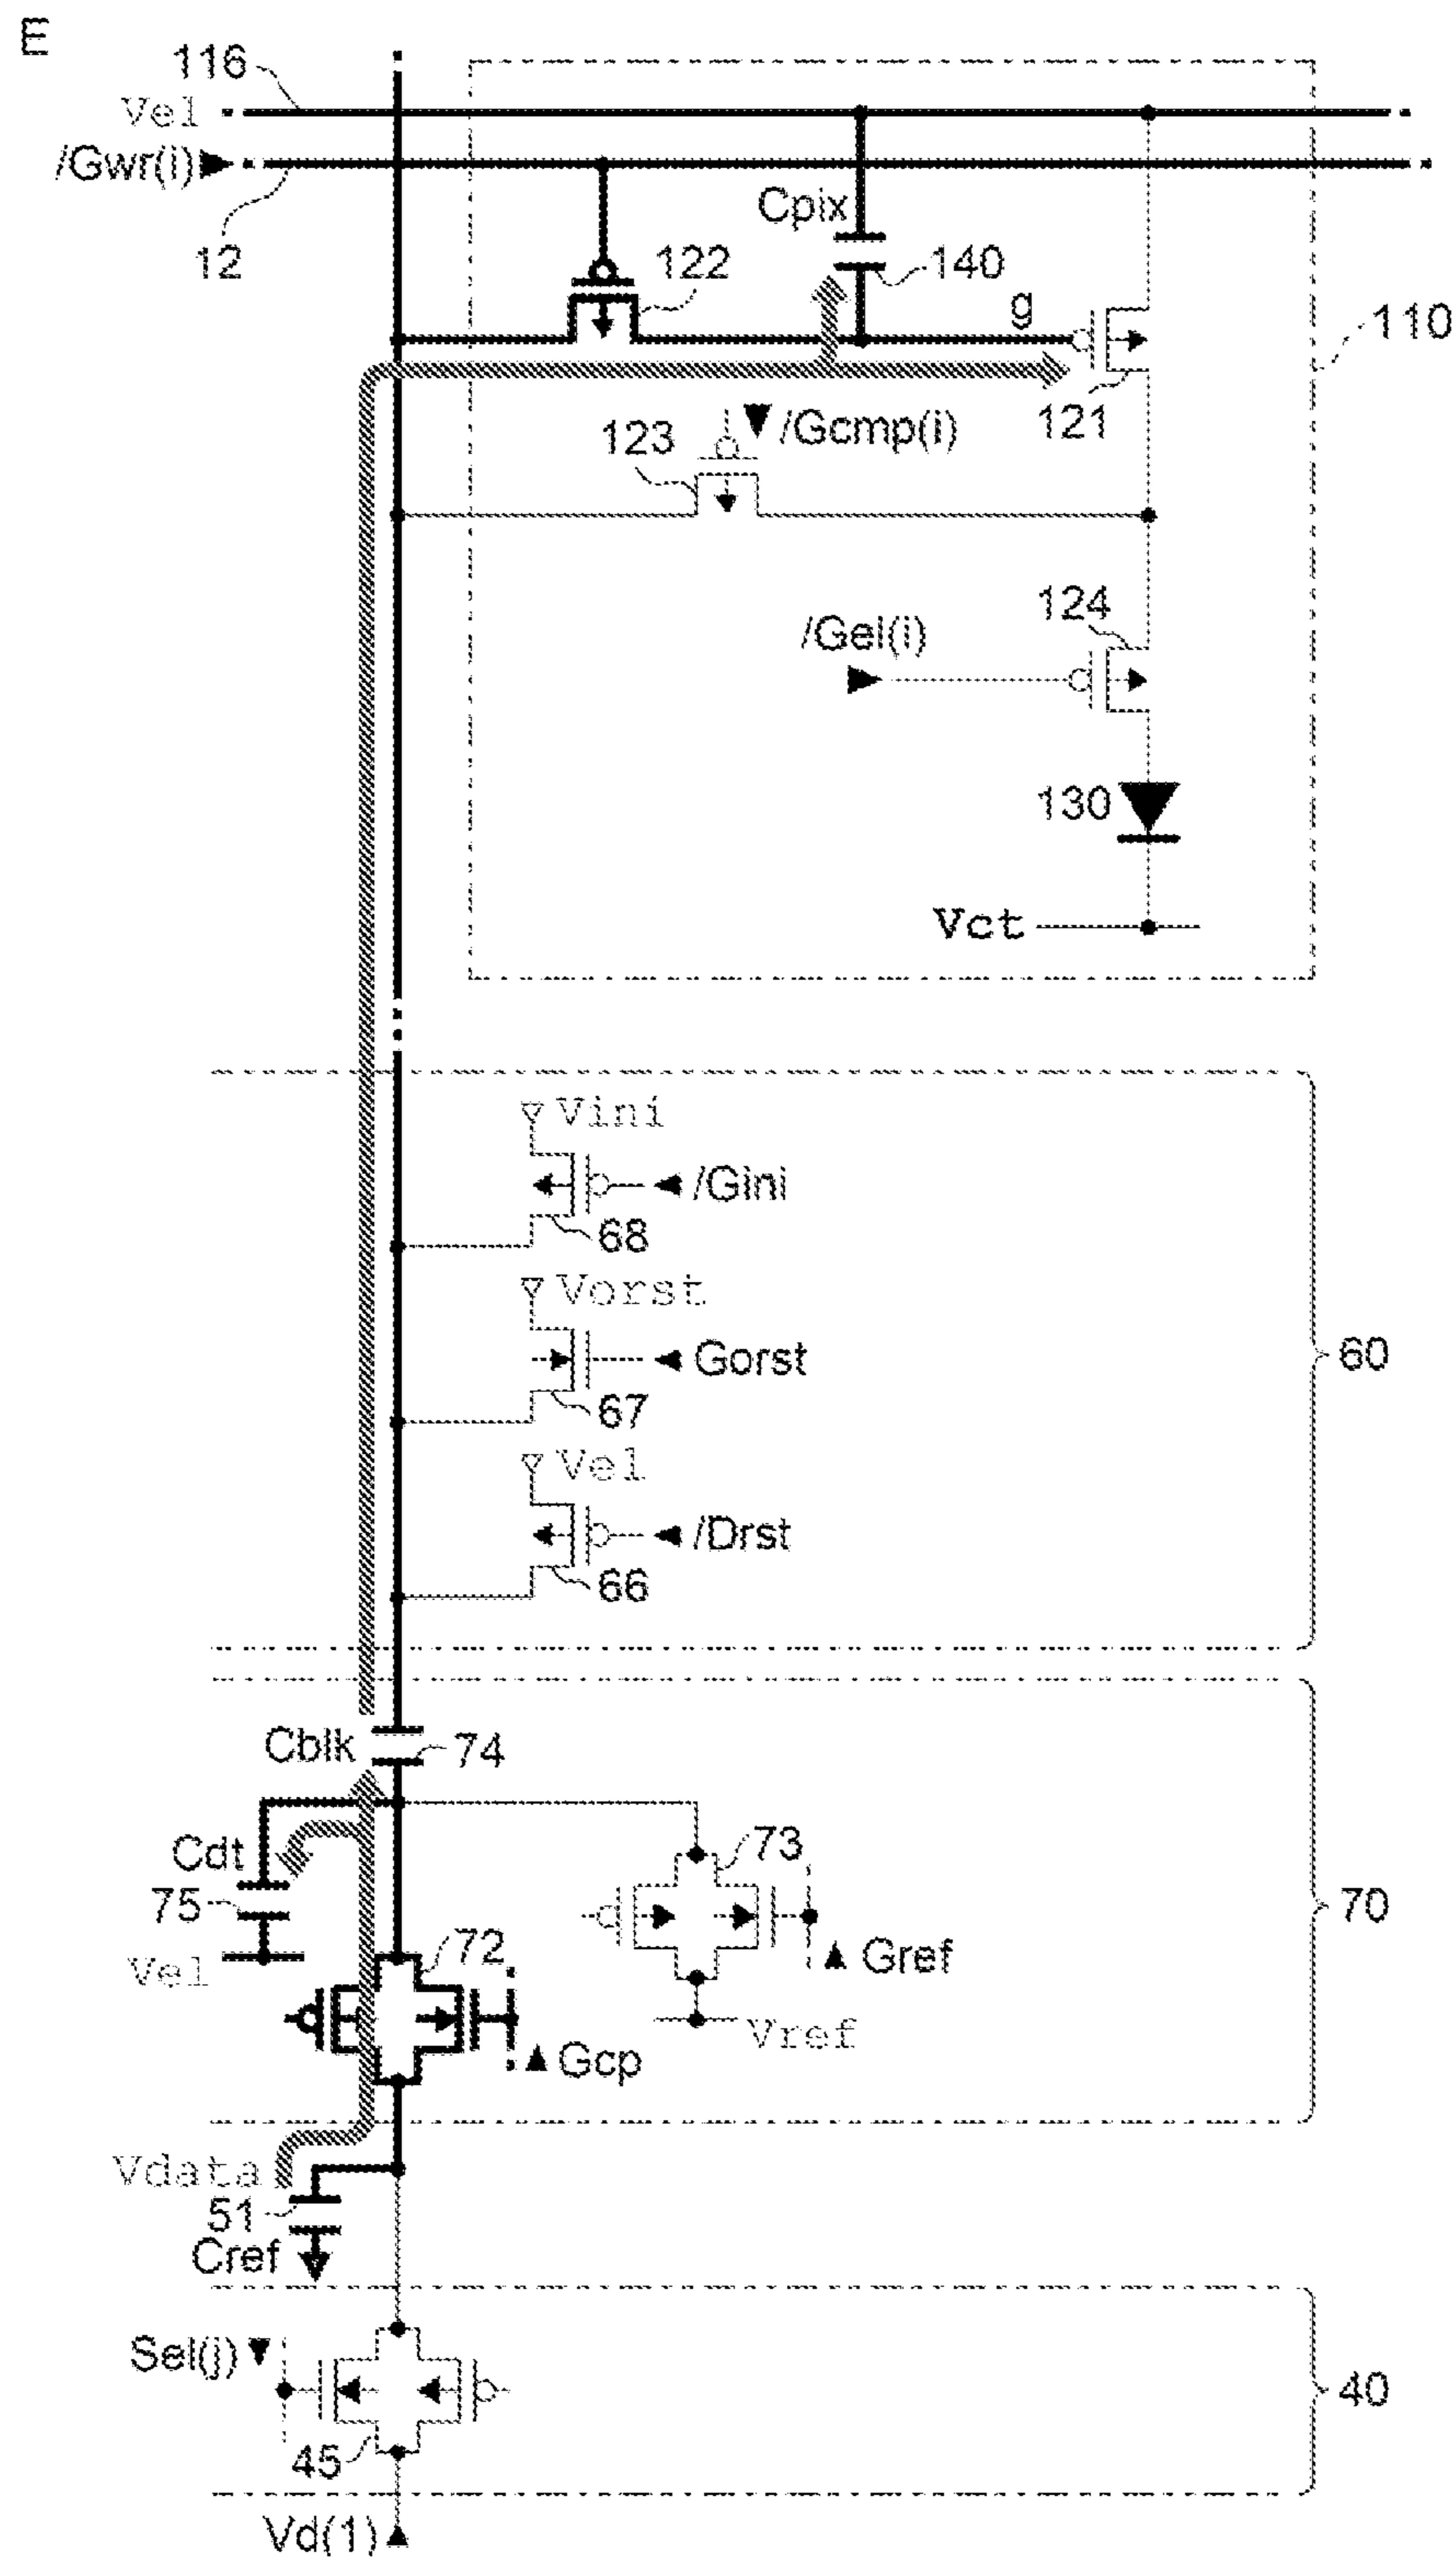 E
116
Vel
/Gwr(i)
12
Cpix
122
140
g
110
121
123
/Gcmp(i)
124
/Gel(i)
130
Vct
Vini
/Gini
68
Vorst
Gorst
67
60
Vel
/Drst
66
Cblk
74
Cdt
75
73
70
Vel
72
Gref
Vref
Gcp
Vdata
51
Cref
Sel(j)
40
45
Vd(1)